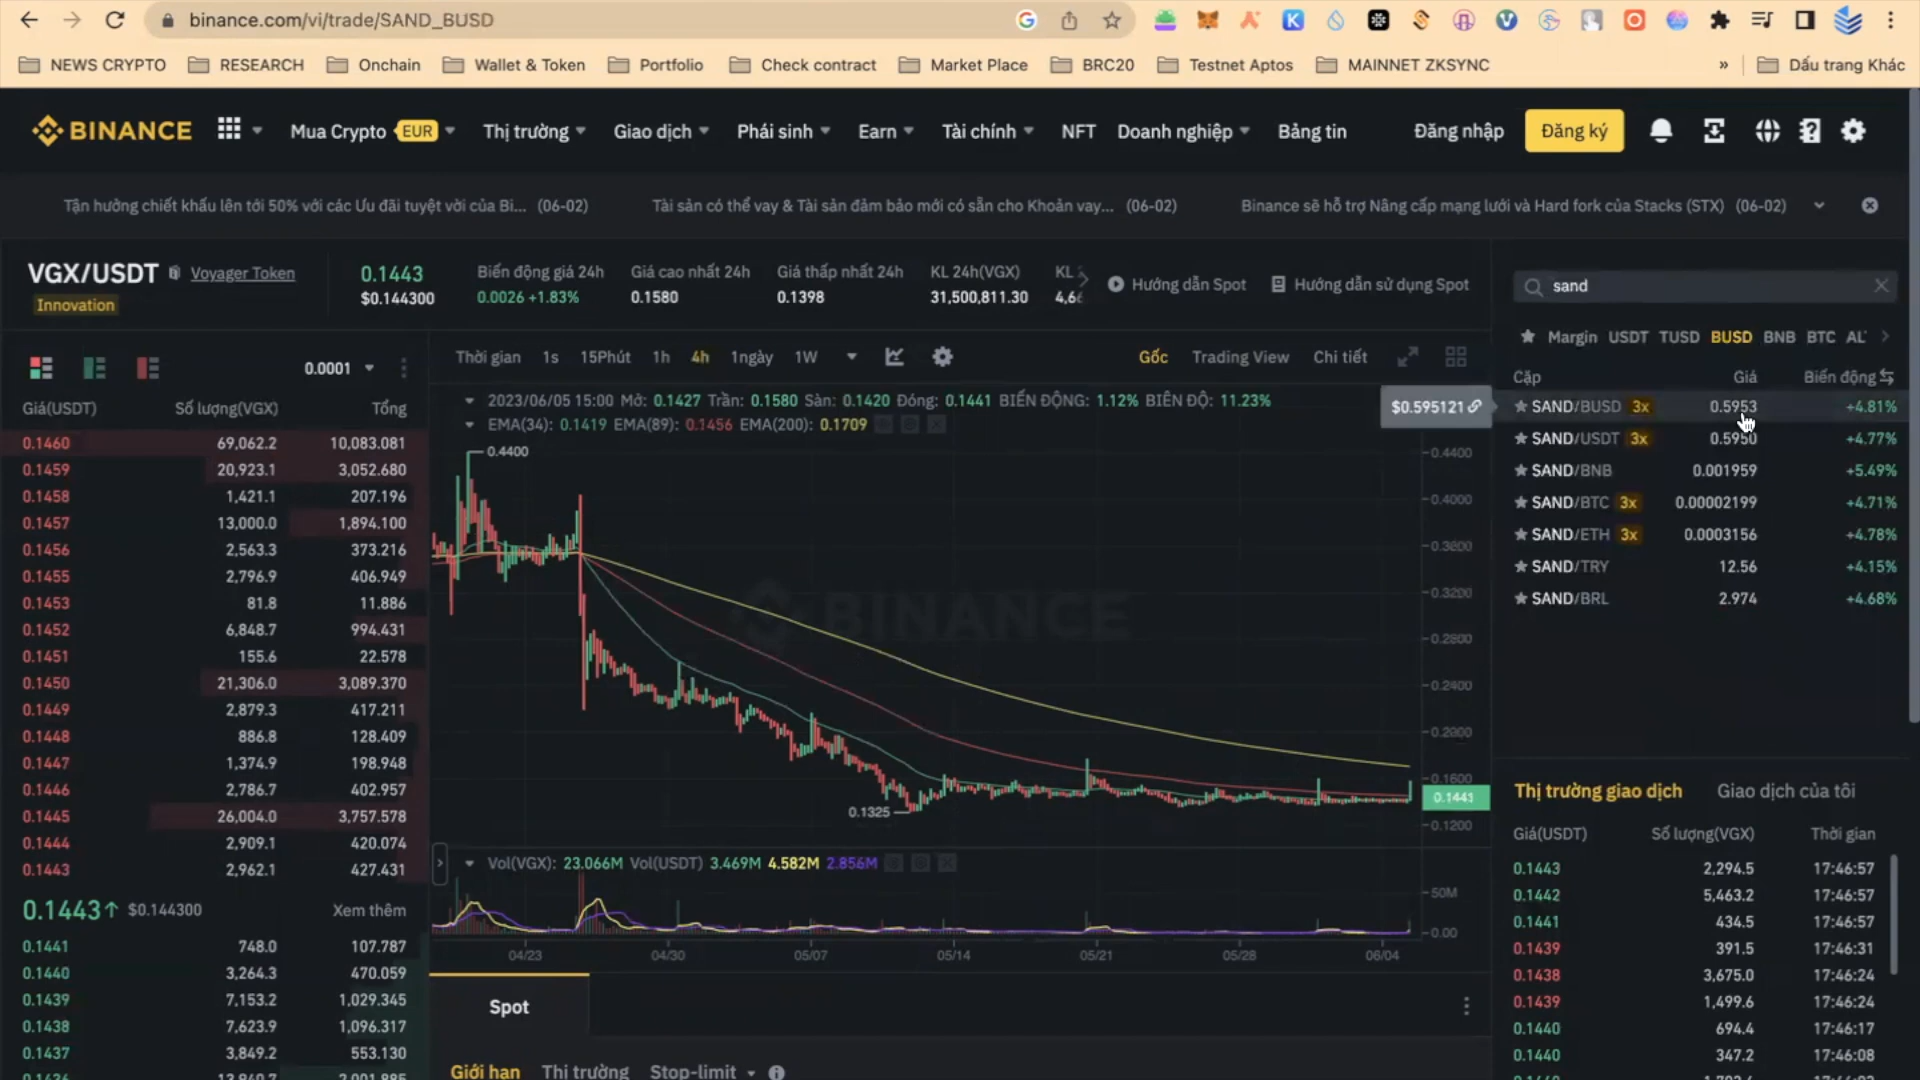 binance.com/vi/trade/SAND_BUSD
NEWS CRYPTO RESEARCH Onchain Wallet & Token Portfolio Check contract Market Place BRC20 Testnet Aptos MAINNET ZKSYNC » Dấu trang Khác
BINANCE Mua Crypto EUR Thị trường Giao dịch Phái sinh Earn Tài chính NFT Doanh nghiệp Bảng tin Đăng nhập Đăng ký
Tận hưởng chiết khấu lên tới 50% với các Ưu đãi tuyệt vời của Bi... (06-02) Tài sản có thể vay & Tài sản đảm bảo mới có sẵn cho Khoản vay... (06-02) Binance sẽ hỗ trợ Nâng cấp mạng lưới và Hard fork của Stacks (STX) (06-02)
VGX/USDT Voyager Token
Innovation
0.1443
$0.144300
Biến động giá 24h
0.0026 +1.83%
Giá cao nhất 24h
0.1580
Giá thấp nhất 24h
0.1398
KL 24h(VGX)
31,500,811.30
KL
Hướng dẫn Spot Hướng dẫn sử dụng Spot
0.0001
Giá(USDT) Số lượng(VGX) Tổng
0.1460 69,062.2 10,083.081
0.1459 20,923.1 3,052.680
0.1458 1,421.1 207.196
0.1457 13,000.0 1,894.100
0.1456 2,563.3 373.216
0.1455 2,796.9 406.949
0.1453 81.8 11.886
0.1452 6,848.7 994.431
0.1451 155.6 22.578
0.1450 21,306.0 3,089.370
0.1449 2,879.3 417.211
0.1448 886.8 128.409
0.1447 1,374.9 198.948
0.1446 2,786.7 402.957
0.1445 26,004.0 3,757.578
0.1444 2,909.1 420.074
0.1443 2,962.1 427.431
0.1443↑ $0.144300 Xem thêm
0.1441 748.0 107.787
0.1440 3,264.3 470.059
0.1439 7,153.2 1,029.345
0.1438 7,623.9 1,096.317
0.1437 3,849.2 553.130
Thời gian 1s 15Phút 1h 4h 1ngày 1W Gốc Trading View Chi tiết
2023/06/05 15:00 Mở: 0.1427 Trần: 0.1580 Sàn: 0.1420 Đóng: 0.1441 BIẾN ĐỘNG: 1.12% BIÊN ĐỘ: 11.23%
EMA(34): 0.1419 EMA(89): 0.1456 EMA(200): 0.1709
0.4400
0.1325
BINANCE
0.4400
0.4000
0.3600
0.3200
0.2800
0.2400
0.2000
0.1600
0.1441
0.1200
Vol(VGX): 23.066M Vol(USDT) 3.469M 4.582M 2.856M
50M
0.00
04/23 04/30 05/07 05/14 05/21 05/28 06/04
Spot
Giới hạn Thị trường Stop-limit
sand
Margin USDT TUSD BUSD BNB BTC
Cặp Giá Biến động
$0.595121
SAND/BUSD 3x 0.5953 +4.81%
SAND/USDT 3x 0.5950 +4.77%
SAND/BNB 0.001959 +5.49%
SAND/BTC 3x 0.00002199 +4.71%
SAND/ETH 3x 0.0003156 +4.78%
SAND/TRY 12.56 +4.15%
SAND/BRL 2.974 +4.68%
Thị trường giao dịch Giao dịch của tôi
Giá(USDT) Số lượng(VGX) Thời gian
0.1443 2,294.5 17:46:57
0.1442 5,463.2 17:46:57
0.1441 434.5 17:46:57
0.1439 391.5 17:46:31
0.1438 3,675.0 17:46:24
0.1439 1,499.6 17:46:24
0.1440 694.4 17:46:17
0.1440 347.2 17:46:08